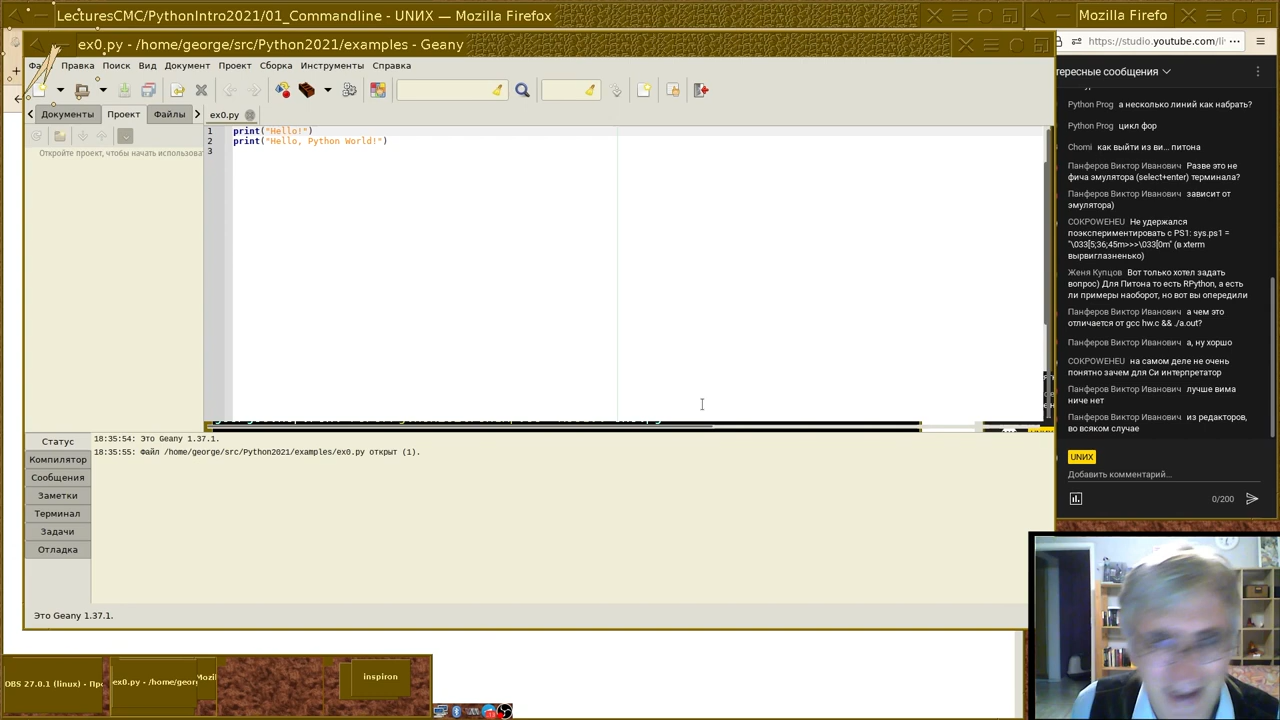 LecturesCMC/PythonIntro2021/01_Commandline - UNИX — Mozilla Firefox
Mozilla Firefo
ex0.py - /home/george/src/Python2021/examples - Geany
https://studio.youtube.com/li
Правка Поиск Вид Документ Проект Сборка Инструменты Справка
тересные сообщения
Документы Проект Файлы
ex0.py
Откройте проект, чтобы начать использова
1 print("Hello!")
2 print("Hello, Python World!")
3
Python Prog а несколько линий как набрать?
Python Prog цикл фор
Chomi как выйти из ви... питона
Панферов Виктор Иванович Разве это не
фича эмулятора (select+enter) терминала?
Панферов Виктор Иванович зависит от
эмулятора)
COKPOWEHEU Не удержался
поэкспериментировать с PS1: sys.ps1 =
"\033[5;36;45m>>>\033[0m" (в xterm
вырвиглазненько)
Женя Купцов Вот только хотел задать
вопрос) Для Питона то есть RPython, а есть
ли примеры наоборот, но вот вы опередили
Панферов Виктор Иванович а чем это
отличается от gcc hw.c && ./a.out?
Панферов Виктор Иванович а, ну хоршо
COKPOWEHEU на самом деле не очень
понятно зачем для Си интерпретатор
Панферов Виктор Иванович лучше вима
ниче нет
Панферов Виктор Иванович из редакторов,
во всяком случае
UNИX
Добавить комментарий...
0/200
Статус
Компилятор
Сообщения
Заметки
Терминал
Задачи
Отладка
18:35:54: Это Geany 1.37.1.
18:35:55: Файл /home/george/src/Python2021/examples/ex0.py открыт (1).
Это Geany 1.37.1.
OBS 27.0.1 (linux) - Пр
ex0.py - /home/geor
Mozil
inspiron